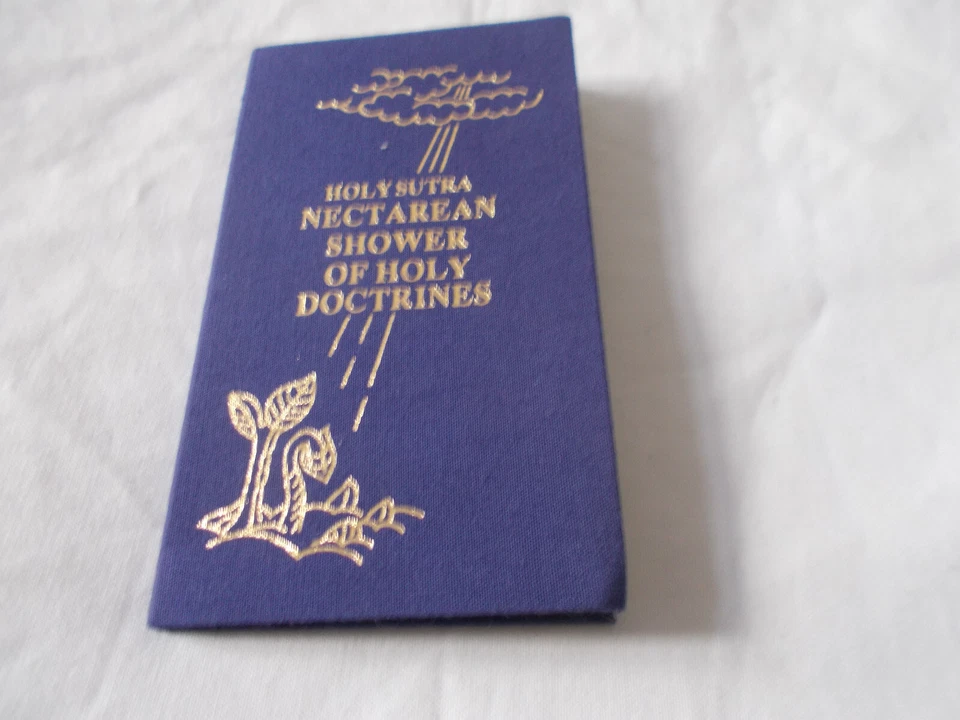 HOLY SUTRA
NECTAREAN
SHOWER
OF HOLY
DOCTRINES